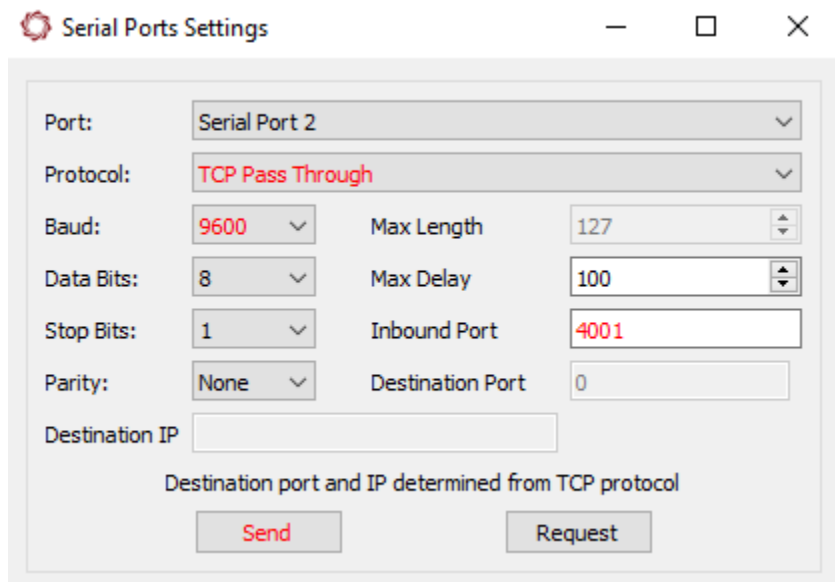 Serial Ports Settings
Port: Serial Port 2
Protocol: TCP Pass Through
Baud: 9600 Max Length 127
Data Bits: 8 Max Delay 100
Stop Bits: 1 Inbound Port 4001
Parity: None Destination Port 0
Destination IP
Destination port and IP determined from TCP protocol
Send Request